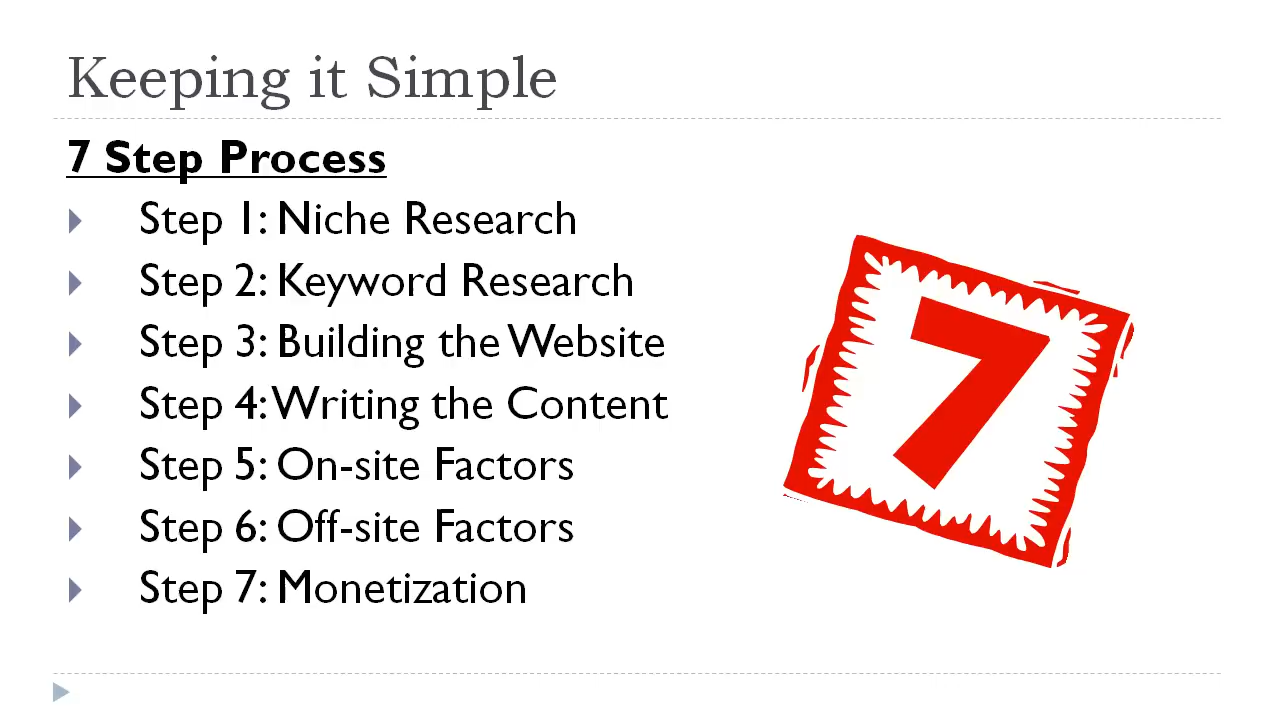 Keeping it Simple
7 Step Process
Step 1: Niche Research
Step 2: Keyword Research
Step 3: Building the Website
Step 4: Writing the Content
Step 5: On-site Factors
Step 6: Off-site Factors
Step 7: Monetization
7